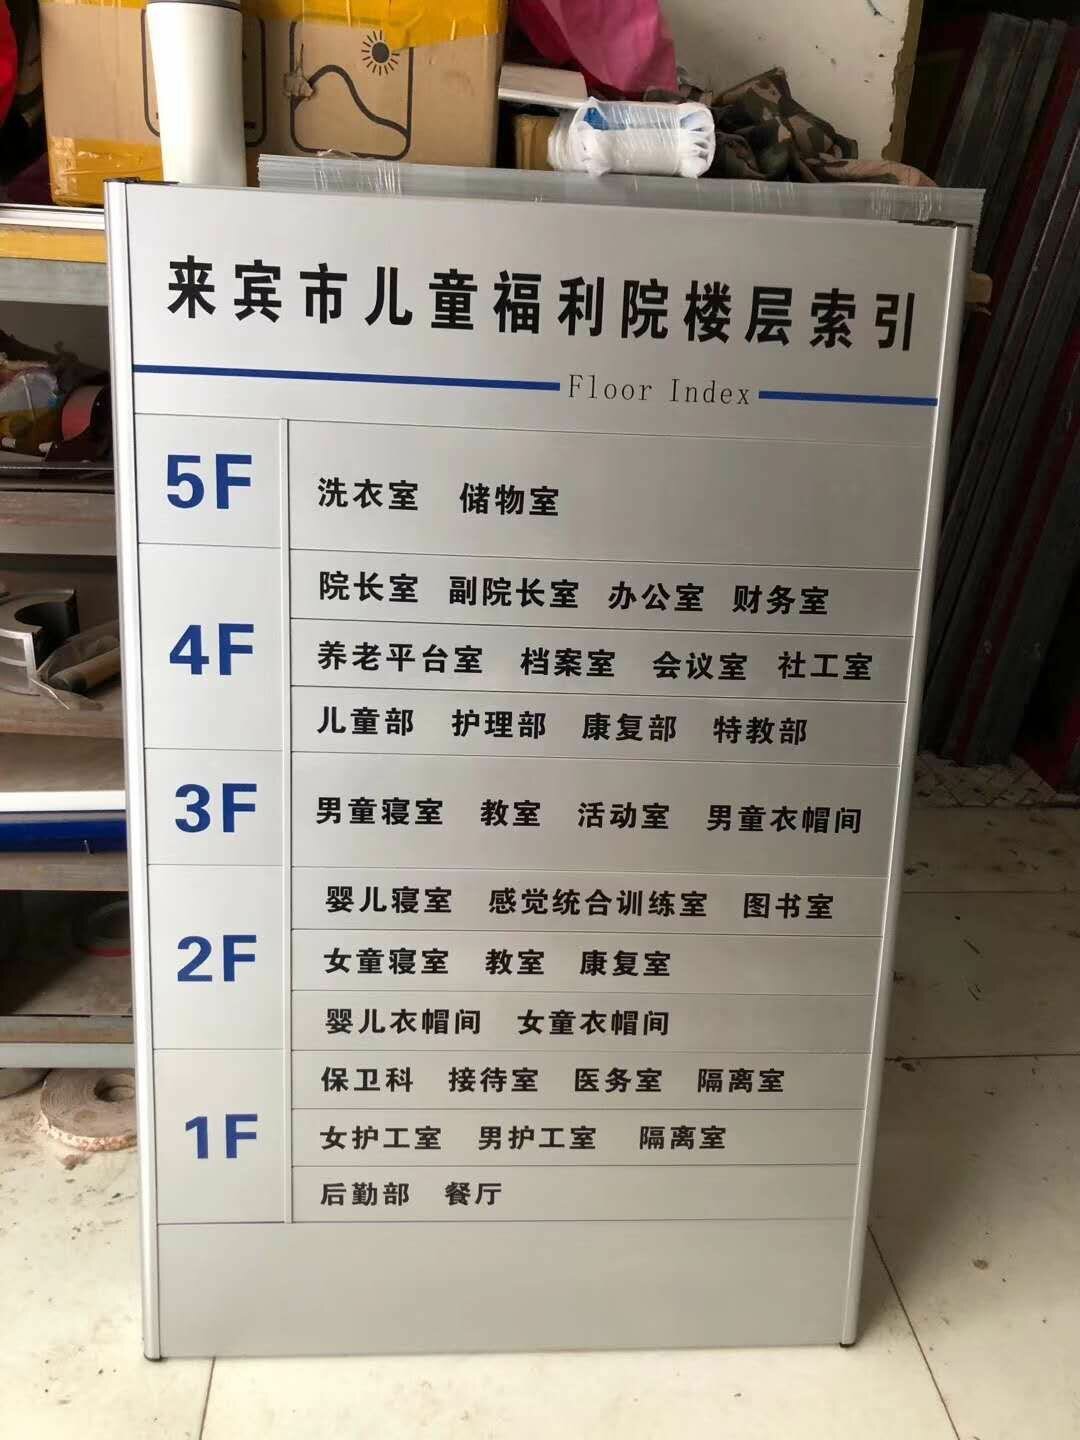 来宾市儿童福利院楼层索引
Floor Index
5F
洗衣室 储物室
4F
院长室 副院长室 办公室 财务室
养老平台室 档案室 会议室 社工室
儿童部 护理部 康复部 特教部
3F
男童寝室 教室 活动室 男童衣帽间
2F
婴儿寝室 感觉统合训练室 图书室
女童寝室 教室 康复室
婴儿衣帽间 女童衣帽间
1F
保卫科 接待室 医务室 隔离室
女护工室 男护工室 隔离室
后勤部 餐厅